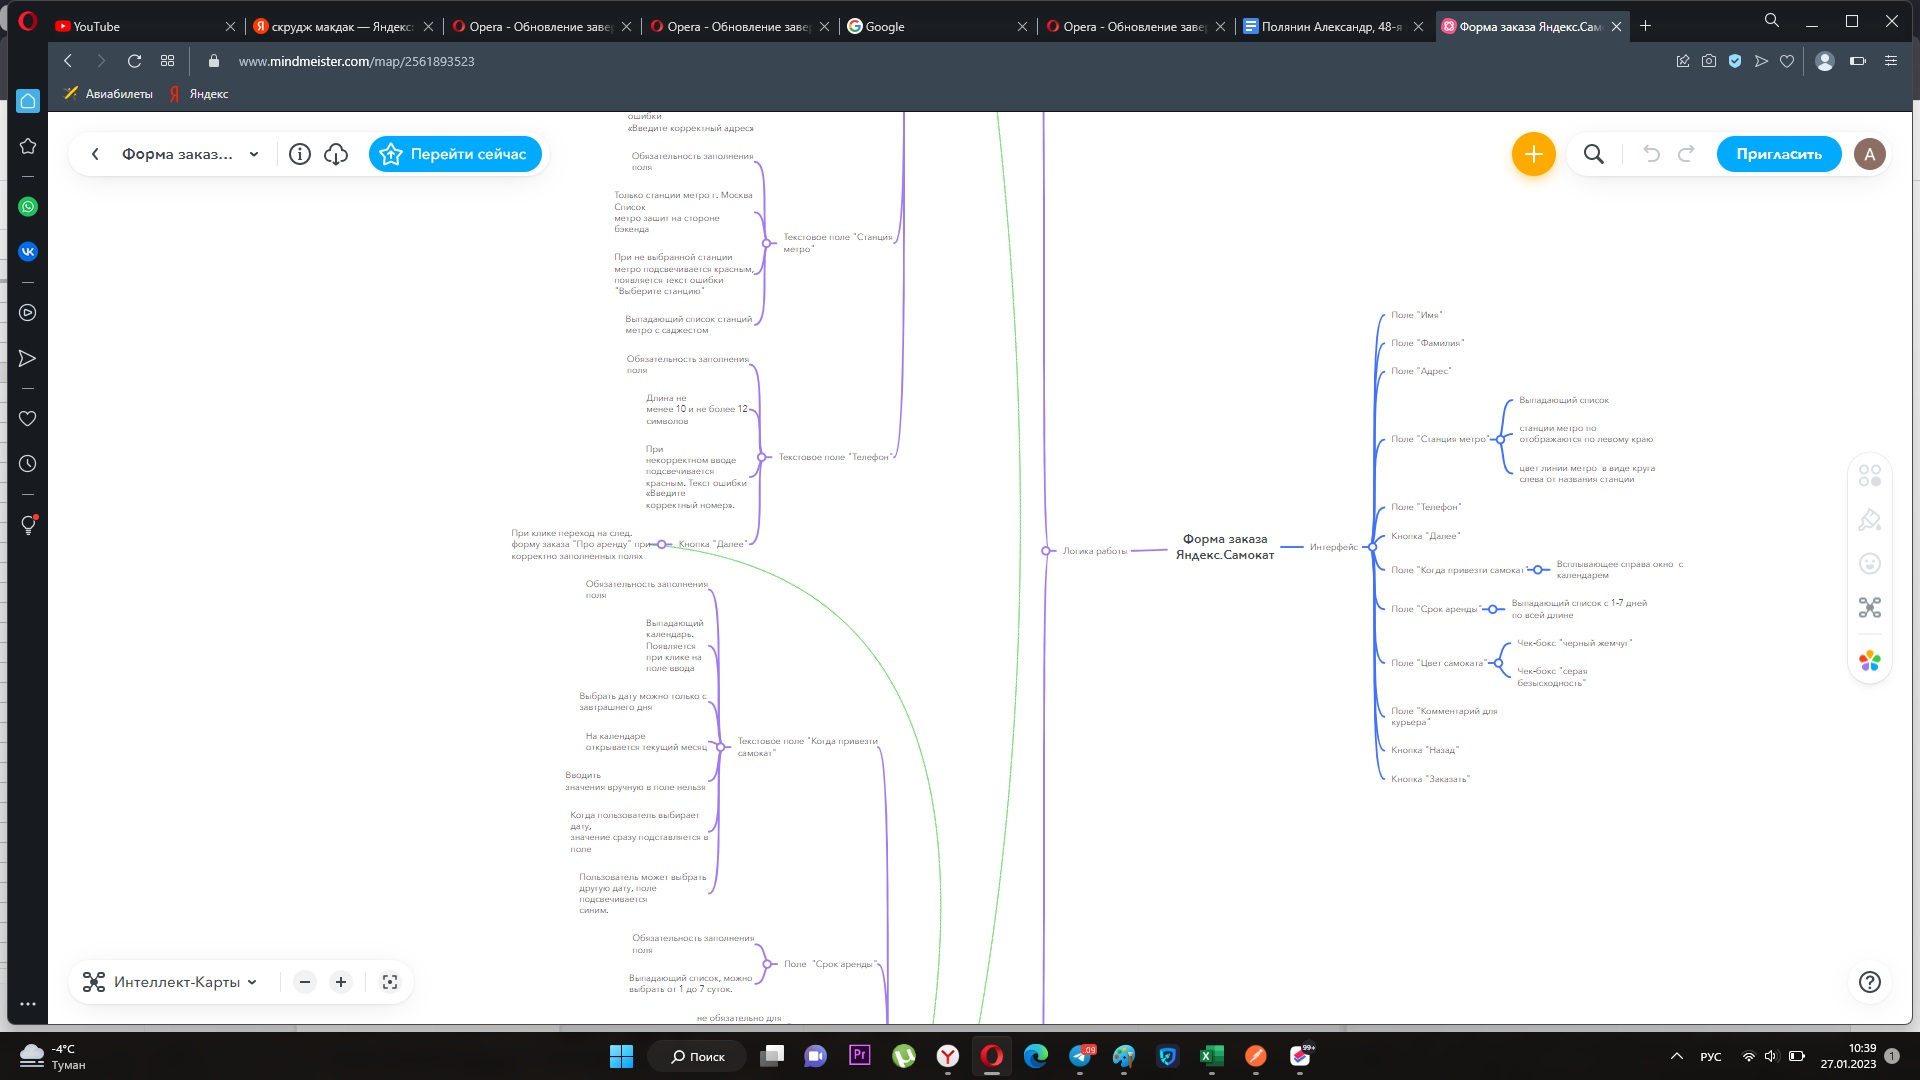 YouTube
скрудж макдак — Яндекс:
Opera - Обновление заве
Opera - Обновление заве
Google
Opera - Обновление заве
Полянин Александр, 48-я
Форма заказа Яндекс.Сам
www.mindmeister.com/map/2561893523
Авиабилеты
Яндекс
Форма заказ...
Перейти сейчас
Пригласить
A
ошибки
«Введите корректный адрес»
Обязательность заполнения
поля
Только станции метро г. Москва
Список
метро зашит на стороне
бэкенда
При не выбранной станции
метро подсвечивается красным,
появляется текст ошибки
"Выберите станцию"
Выпадающий список станций
метро с саджестом
Текстовое поле "Станция
метро"
Обязательность заполнения
поля
Длина не
менее 10 и не более 12
символов
При
некорректном вводе
подсвечивается
красным. Текст ошибки
«Введите
корректный номер».
Текстовое поле "Телефон"
При клике переход на след.
форму заказа "Про аренду" при
корректно заполненных полях
Кнопка "Далее"
Обязательность заполнения
поля
Выпадающий
календарь.
Появляется
при клике на
поле ввода
Выбрать дату можно только с
завтрашнего дня
На календаре
открывается текущий месяц
Вводить
значения вручную в поле нельзя
Когда пользователь выбирает
дату,
значение сразу подставляется в
поле
Пользователь может выбрать
другую дату, поле
подсвечивается
синим.
Текстовое поле "Когда привезти
самокат"
Обязательность заполнения
поля
Выпадающий список, можно
выбрать от 1 до 7 суток.
Поле "Срок аренды"
не обязательно для
Логика работы
Форма заказа
Яндекс.Самокат
Интерфейс
Поле "Имя"
Поле "Фамилия"
Поле "Адрес"
Поле "Станция метро"
Выпадающий список
станции метро по
отображаются по левому краю
цвет линии метро в виде круга
слева от названия станции
Поле "Телефон"
Кнопка "Далее"
Поле "Когда привезти самокат"
Всплывающее справа окно с
календарем
Поле "Срок аренды"
Выпадающий список с 1-7 дней
по всей длине
Поле "Цвет самоката"
Чек-бокс "черный жемчуг"
Чек-бокс "серая
безысходность"
Поле "Комментарий для
курьера"
Кнопка "Назад"
Кнопка "Заказать"
Интеллект-Карты
-4°C
Туман
Поиск
Pr
09
99+
РУС
10:39
27.01.2023
1